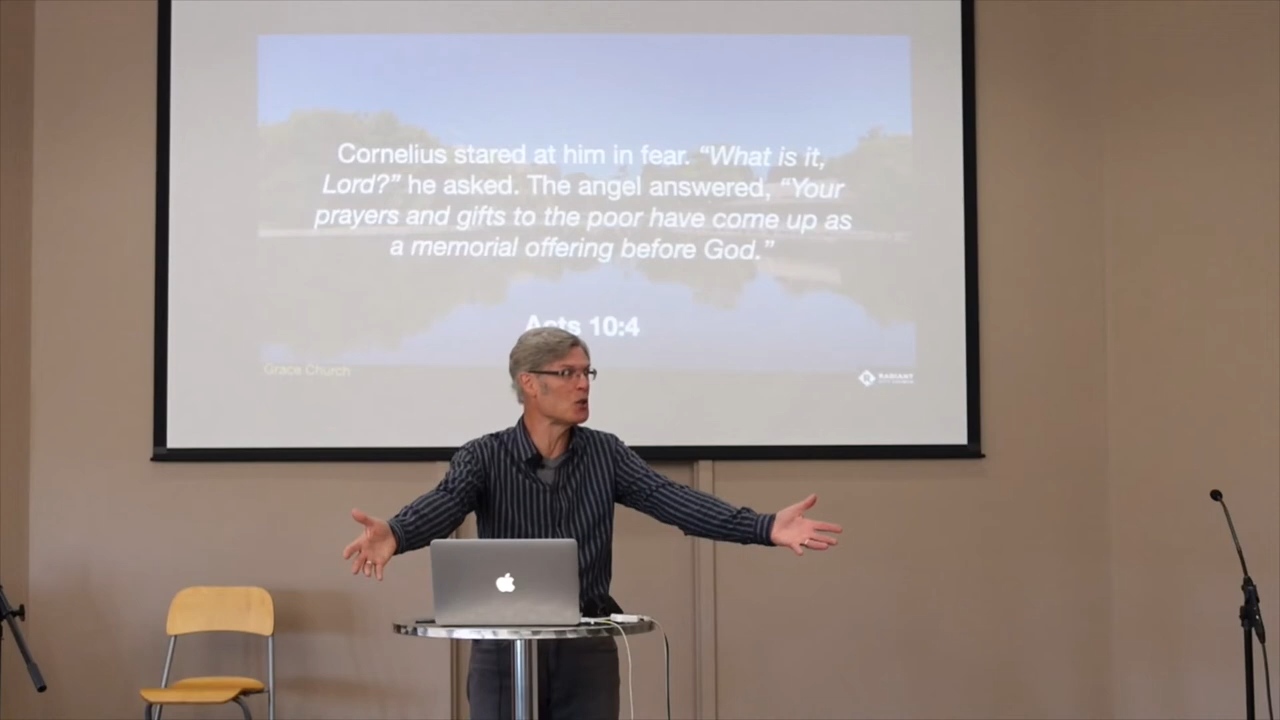 Cornelius stared at him in fear. “What is it,
Lord?” he asked. The angel answered, “Your
prayers and gifts to the poor have come up as
a memorial offering before God.”
Acts 10:4
Grace Church
RADIANT